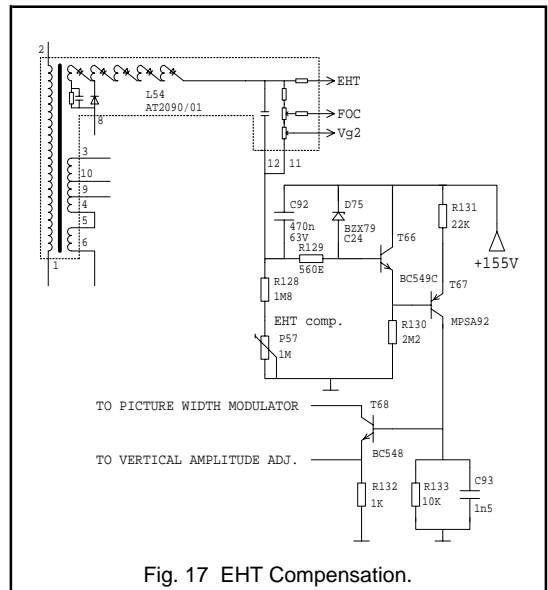 2
EHT
L54
AT2090/01
FOC
8
Vg2
3
12 11
10
9
C92
D75
R131
4
470n
BZX79
22K
5
63V
C24
T66
R129
6
+155V
560E
BC549C
T67
1
R128
1M8
EHT comp.
R130
MPSA92
P57
2M2
1M
TO PICTURE WIDTH MODULATOR
T68
TO VERTICAL AMPLITUDE ADJ.
BC548
R132
R133
C93
1K
10K
1n5
Fig. 17 EHT Compensation.